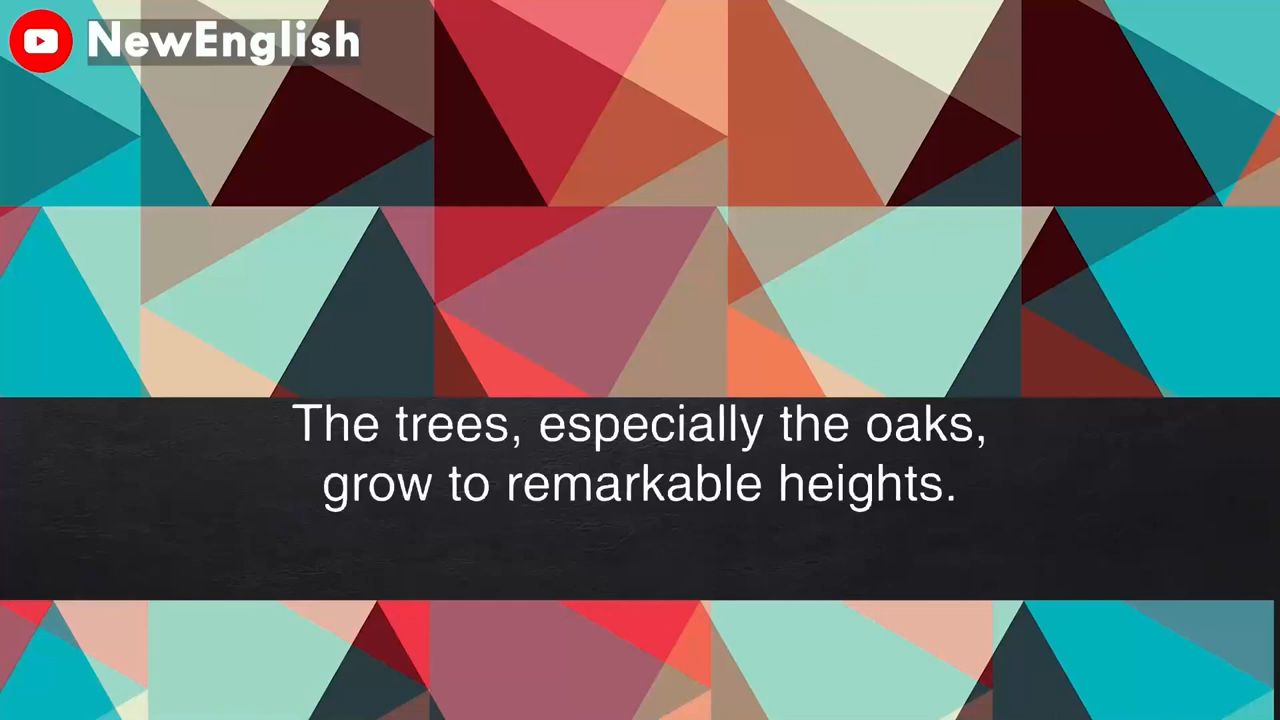 NewEnglish
The trees, especially the oaks,
grow to remarkable heights.